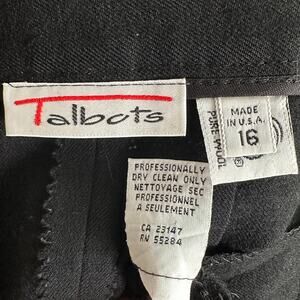 Talbots
PURE WOOL
MADE
IN U.S.A.
16
PROFESSIONALLY
DRY CLEAN ONLY
NETTOYAGE SEC
PROFESSIONNEL
A SEULEMENT
CA 23147
RN 55284